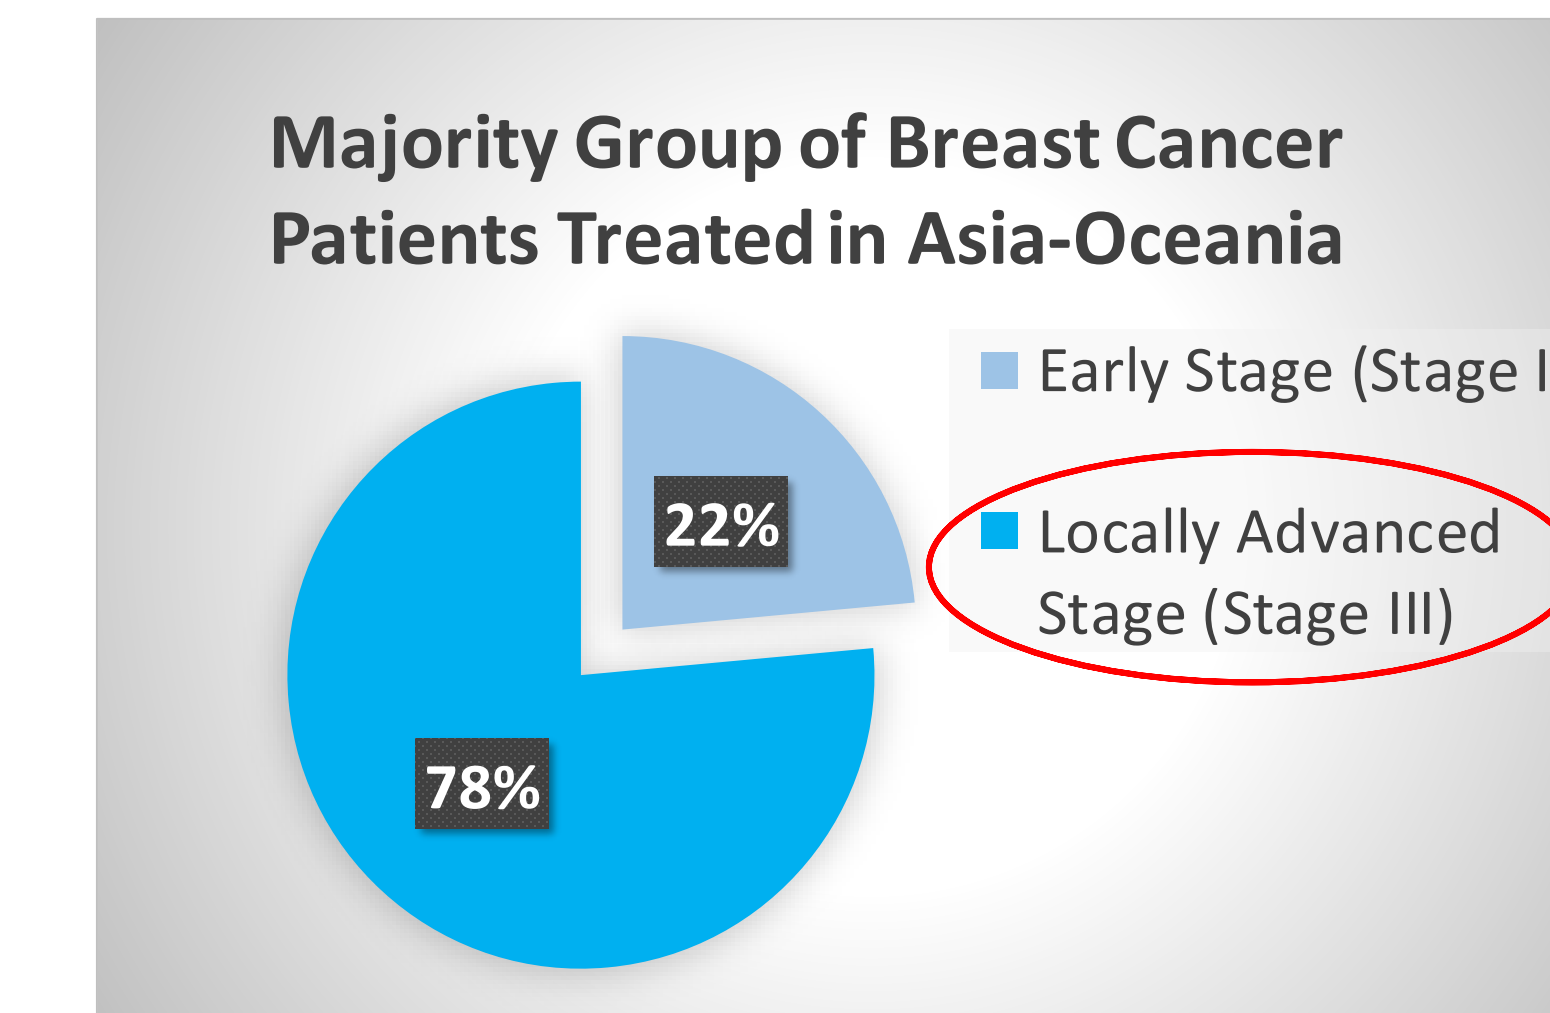 Majority Group of Breast Cancer
Patients Treated in Asia-Oceania
Early Stage (Stage I
22%
Locally Advanced
Stage (Stage III)
78%